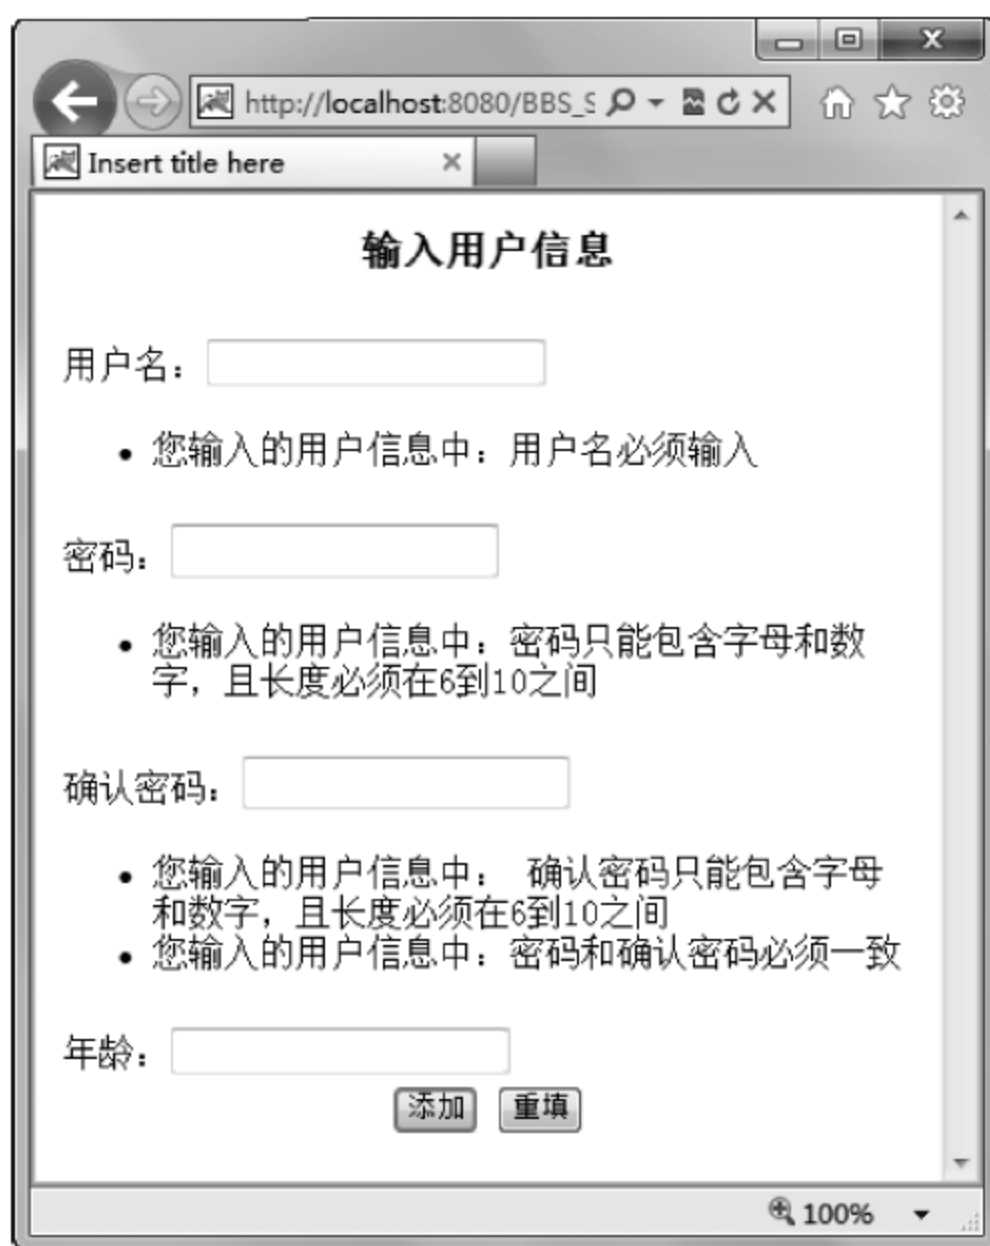 http://localhost:8080/BBS_S
Insert title here
输入用户信息
用户名：
• 您输入的用户信息中：用户名必须输入
密码：
• 您输入的用户信息中：密码只能包含字母和数
字，且长度必须在6到10之间
确认密码：
• 您输入的用户信息中： 确认密码只能包含字母
和数字，且长度必须在6到10之间
• 您输入的用户信息中：密码和确认密码必须一致
年龄：
添加 重填
100%